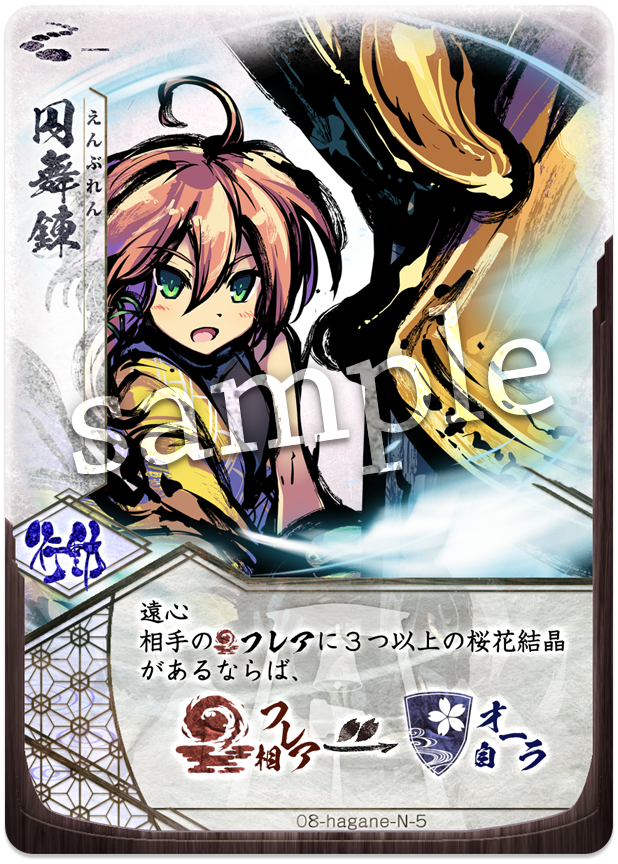 円舞錬
えんぶれん
sample
行動
遠心
相手のフレアに3つ以上の桜花結晶
があるならば、
相フレア
自オーラ
08-hagane-N-5